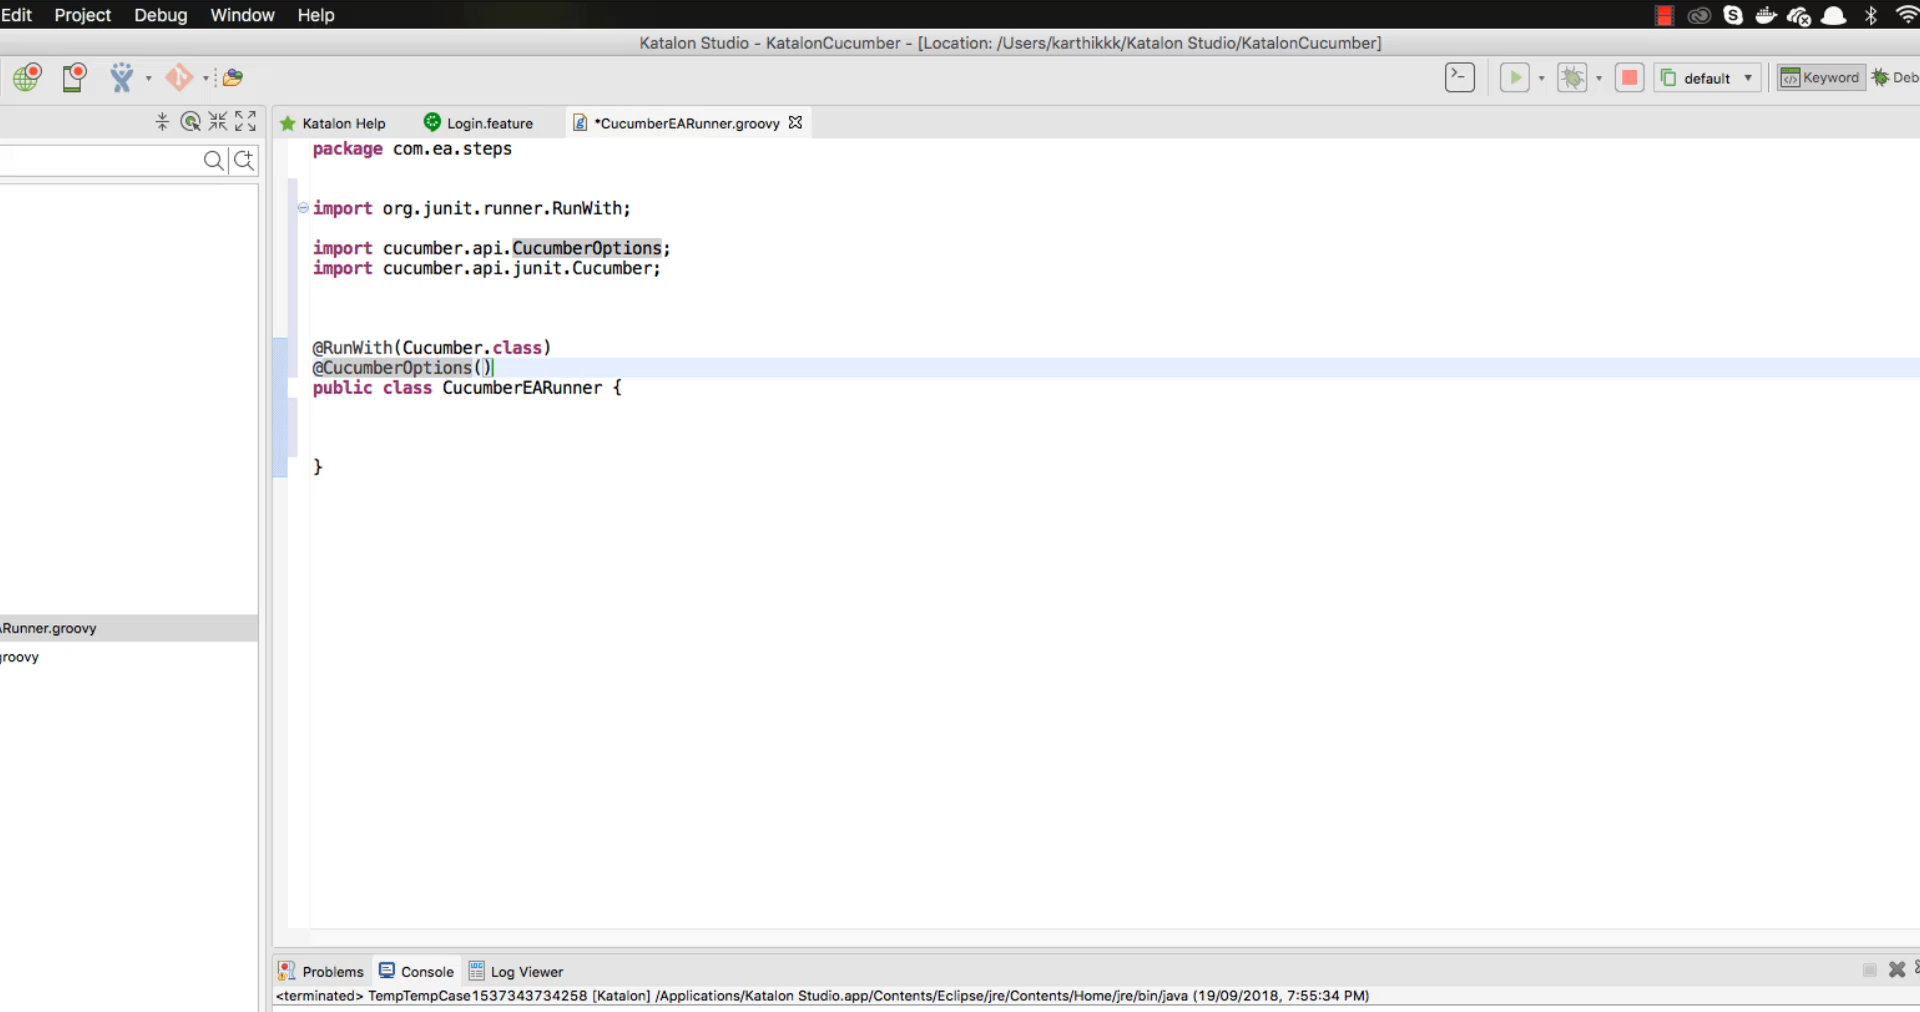 Edit Project Debug Window Help
Katalon Studio - KatalonCucumber - [Location: /Users/karthikkk/Katalon Studio/KatalonCucumber]
default Keyword Deb
Katalon Help Login.feature *CucumberEARunner.groovy
package com.ea.steps
import org.junit.runner.RunWith;
import cucumber.api.CucumberOptions;
import cucumber.api.junit.Cucumber;
@RunWith(Cucumber.class)
@CucumberOptions()
public class CucumberEARunner {
}
ARunner.groovy
groovy
Problems Console Log Viewer
<terminated> TempTempCase1537343734258 [Katalon] /Applications/Katalon Studio.app/Contents/Eclipse/jre/Contents/Home/jre/bin/java (19/09/2018, 7:55:34 PM)